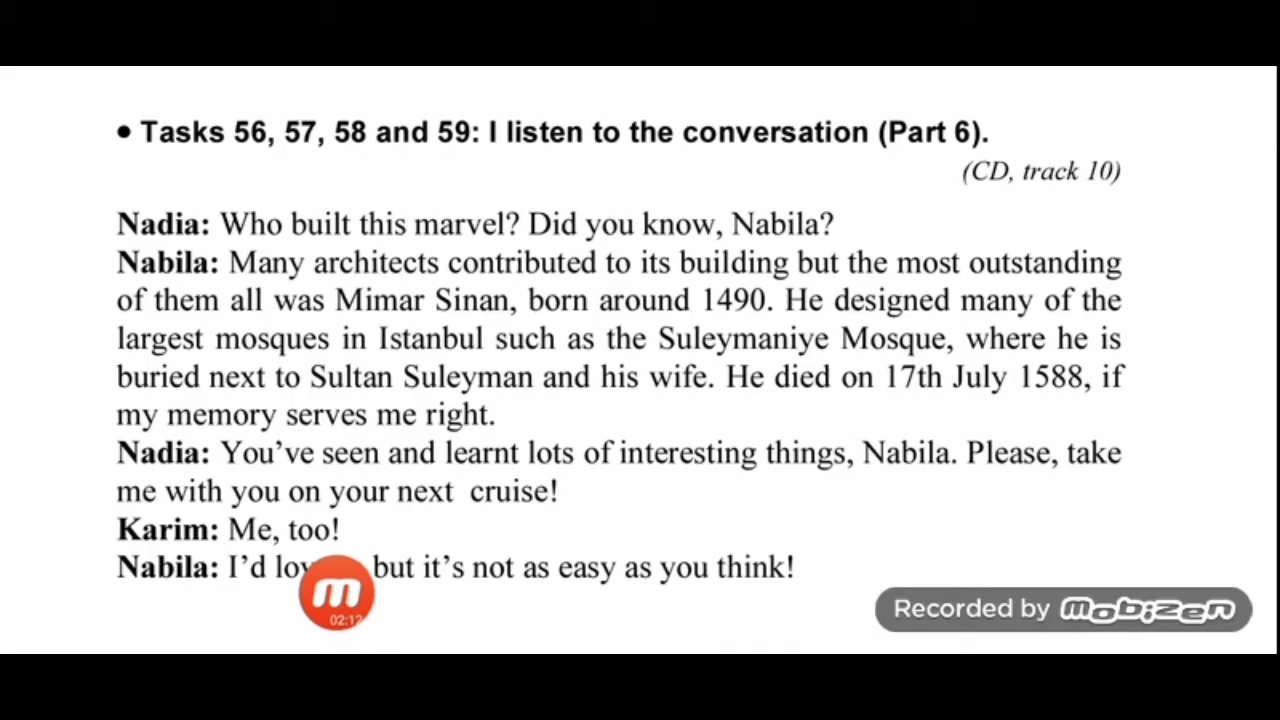 • Tasks 56, 57, 58 and 59: I listen to the conversation (Part 6).
(CD, track 10)
Nadia: Who built this marvel? Did you know, Nabila?
Nabila: Many architects contributed to its building but the most outstanding
of them all was Mimar Sinan, born around 1490. He designed many of the
largest mosques in Istanbul such as the Suleymaniye Mosque, where he is
buried next to Sultan Suleyman and his wife. He died on 17th July 1588, if
my memory serves me right.
Nadia: You've seen and learnt lots of interesting things, Nabila. Please, take
me with you on your next cruise!
Karim: Me, too!
Nabila: I'd but it's not as easy as you think!
m
02:12
Recorded by mobizen